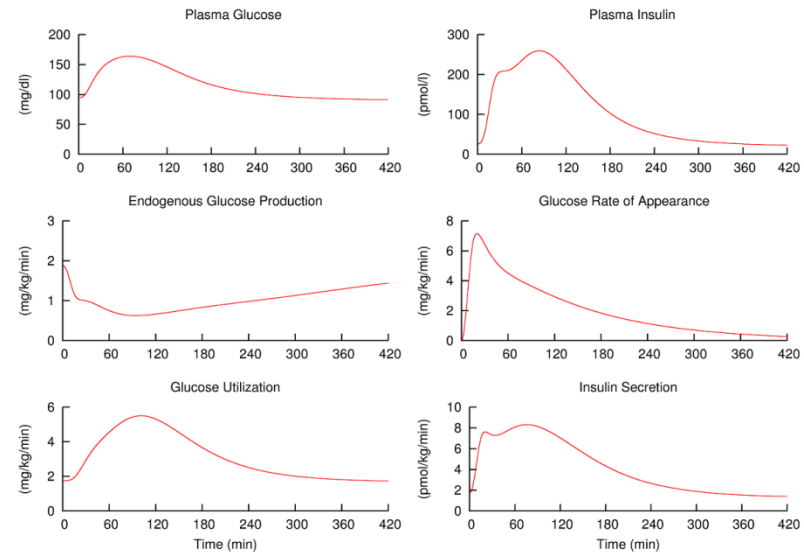 Plasma Glucose
(mg/dl)
200
150
100
50
0
0 60 120 180 240 300 360 420
Plasma Insulin
(pmol/l)
300
200
100
0
0 60 120 180 240 300 360 420
Endogenous Glucose Production
(mg/kg/min)
3
2
1
0
0 60 120 180 240 300 360 420
Glucose Rate of Appearance
(mg/kg/min)
8
6
4
2
0
0 60 120 180 240 300 360 420
Glucose Utilization
(mg/kg/min)
6
4
2
0
0 60 120 180 240 300 360 420
Time (min)
Insulin Secretion
(pmol/kg/min)
10
8
6
4
2
0
0 60 120 180 240 300 360 420
Time (min)